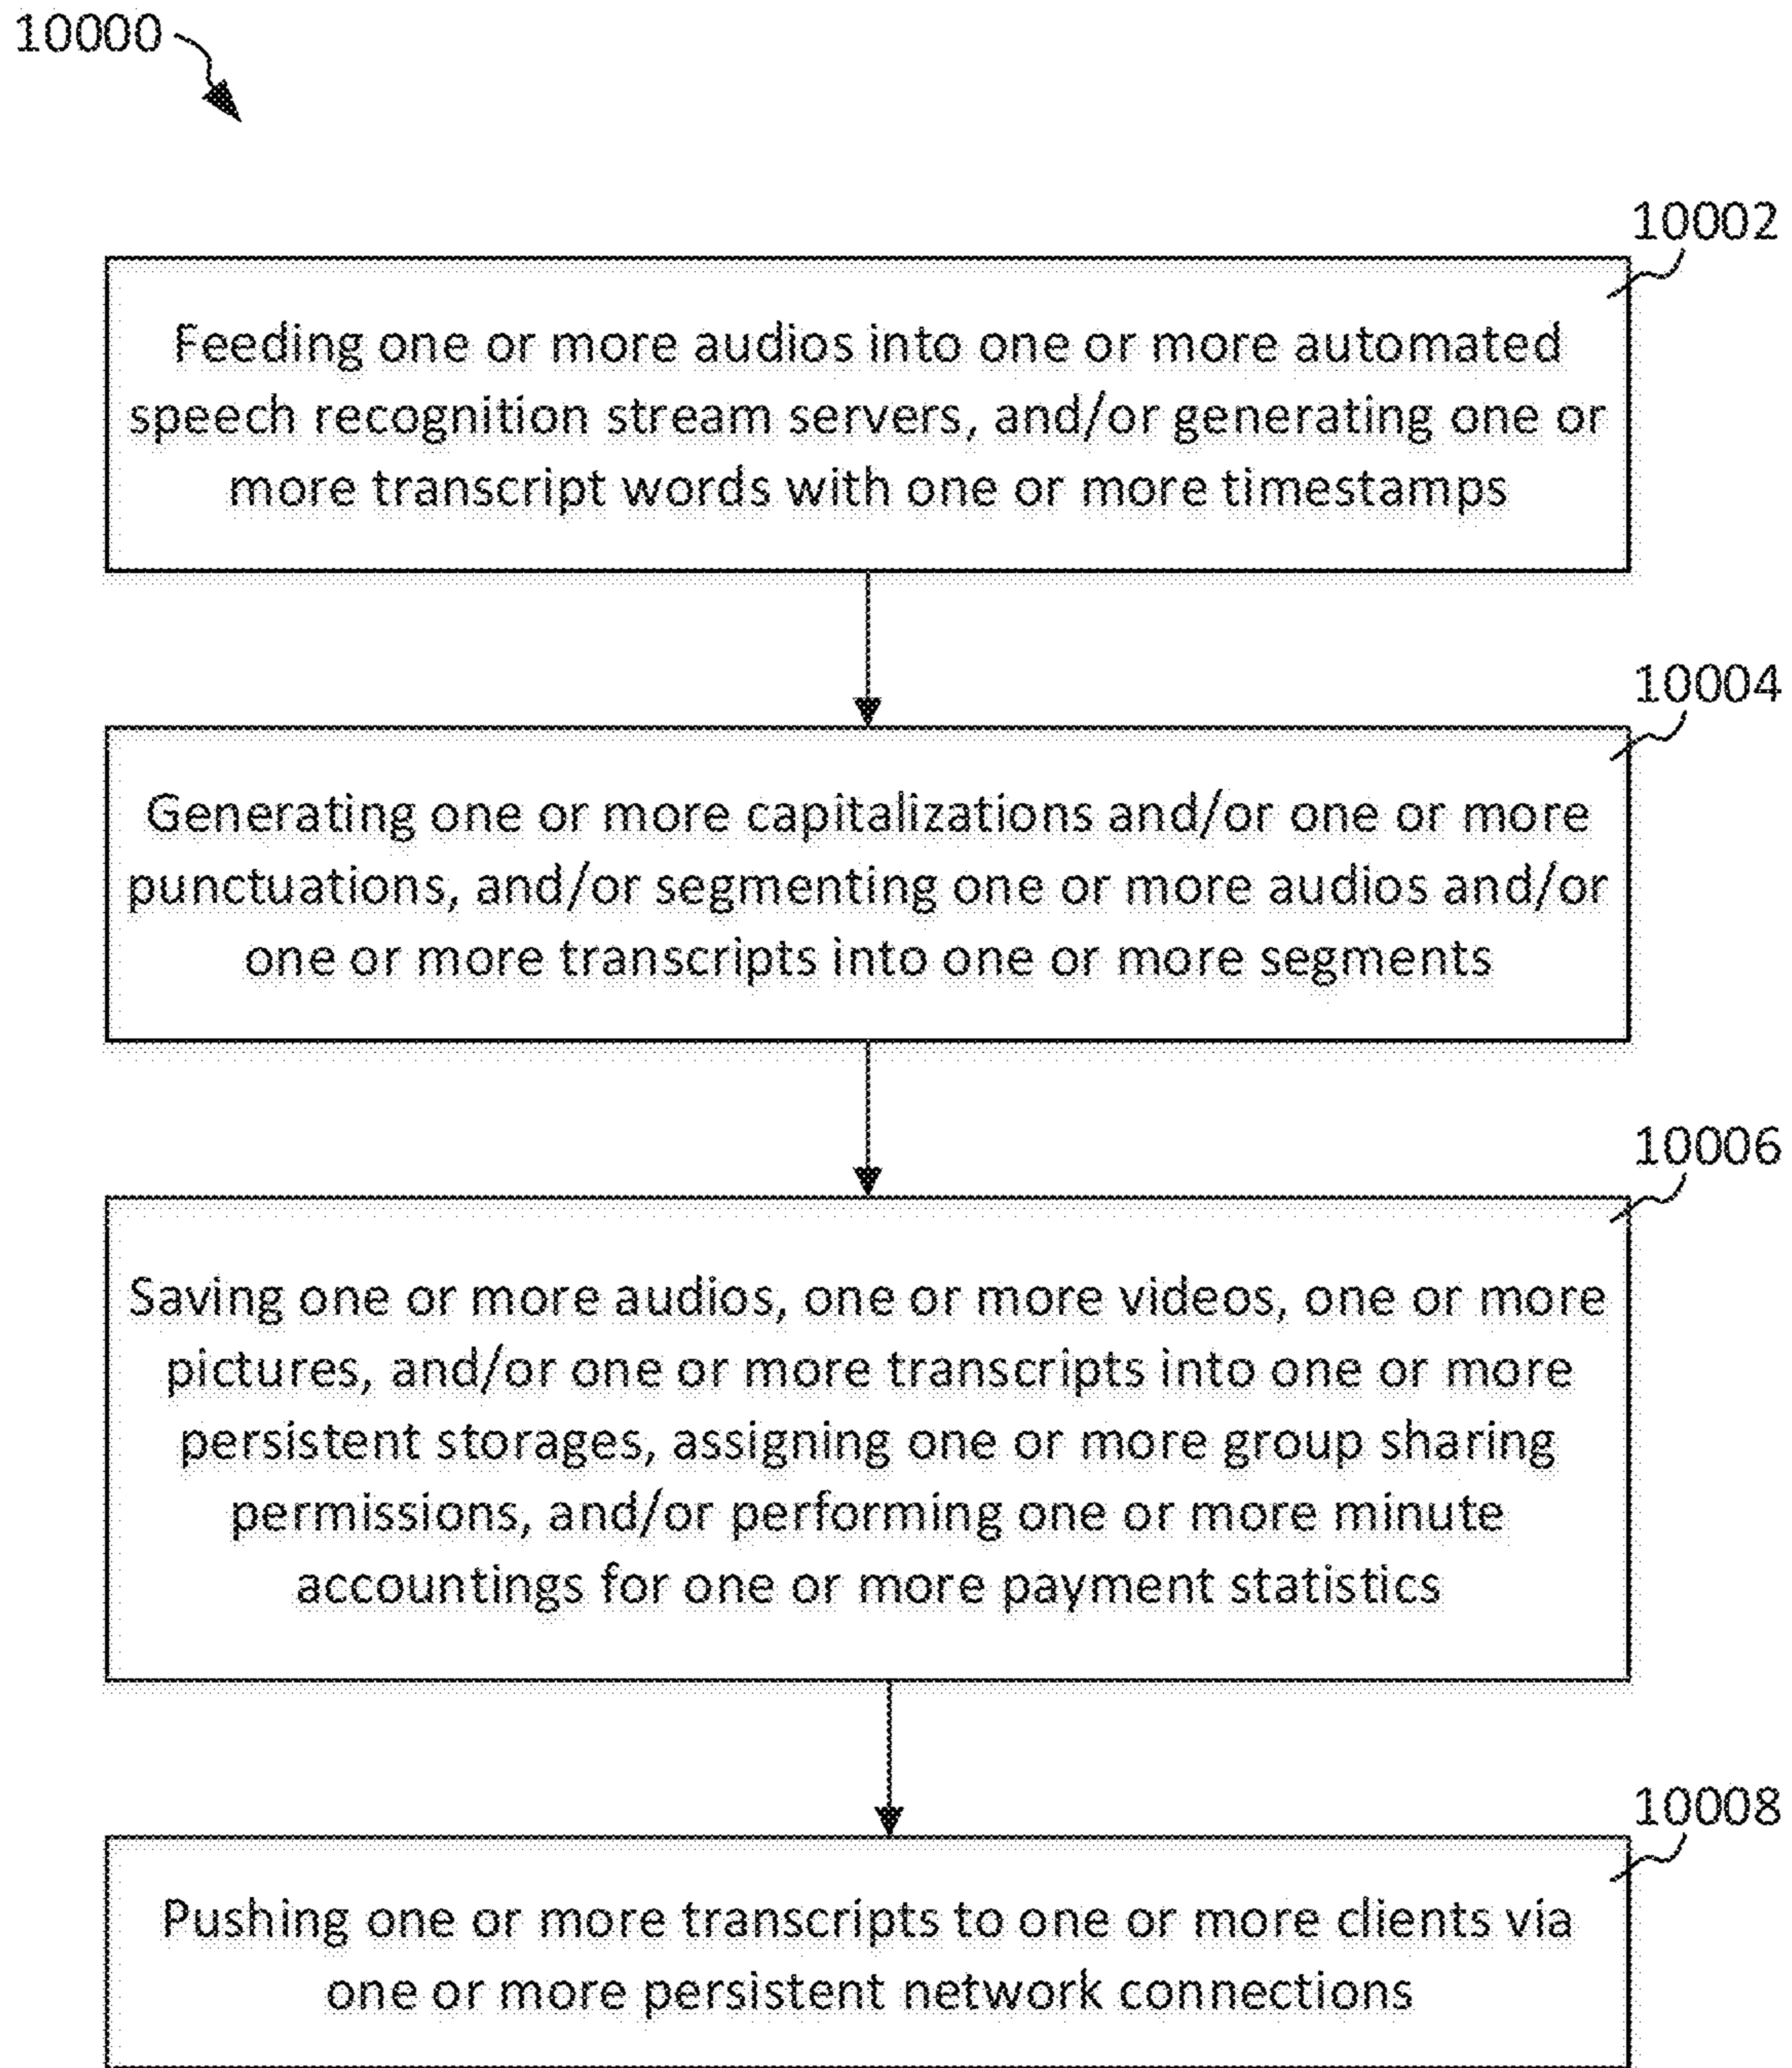 10000
10002
Feeding one or more audios into one or more automated
speech recognition stream servers, and/or generating one or
more transcript words with one or more timestamps
10004
Generating one or more capitalizations and/or one or more
punctuations, and/or segmenting one or more audios and/or
one or more transcripts into one or more segments
10006
Saving one or more audios, one or more videos, one or more
pictures, and/or one or more transcripts into one or more
persistent storages, assigning one or more group sharing
permissions, and/or performing one or more minute
accountings for one or more payment statistics
10008
Pushing one or more transcripts to one or more clients via
one or more persistent network connections